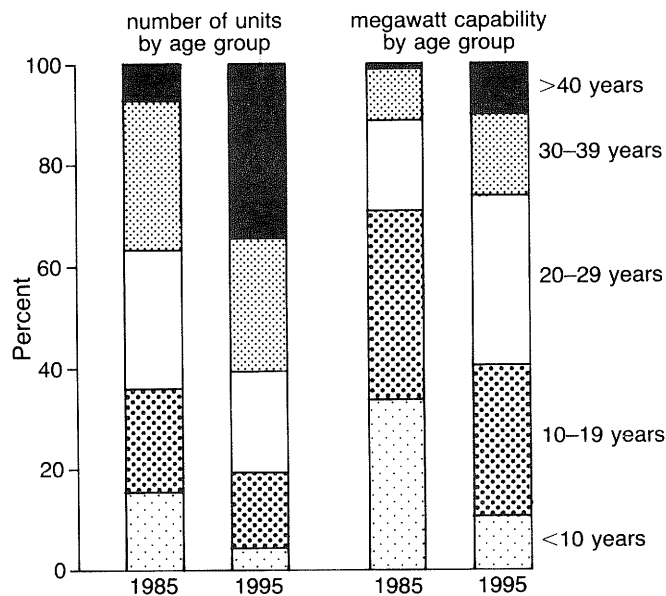 number of units
by age group
megawatt capability
by age group
100
80
60
40
20
0
Percent
>40 years
30–39 years
20–29 years
10–19 years
<10 years
1985
1995
1985
1995